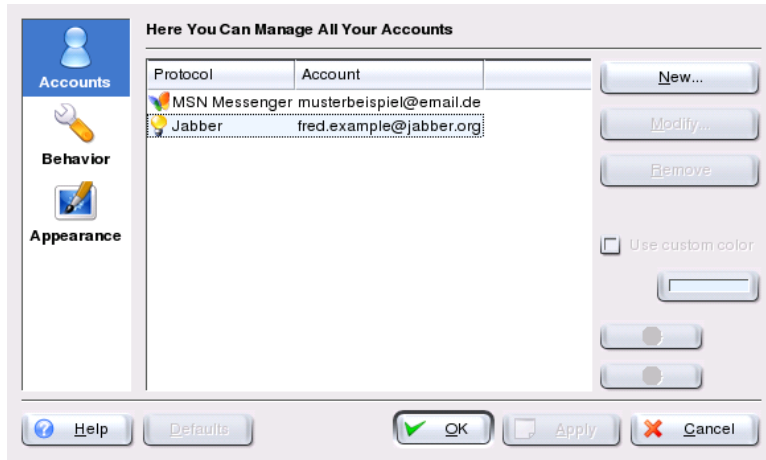 Here You Can Manage All Your Accounts
Accounts
Behavior
Appearance
Protocol Account
MSN Messenger musterbeispiel@email.de
Jabber fred.example@jabber.org
New...
Modify...
Remove
Use custom color
Help Defaults OK Apply Cancel